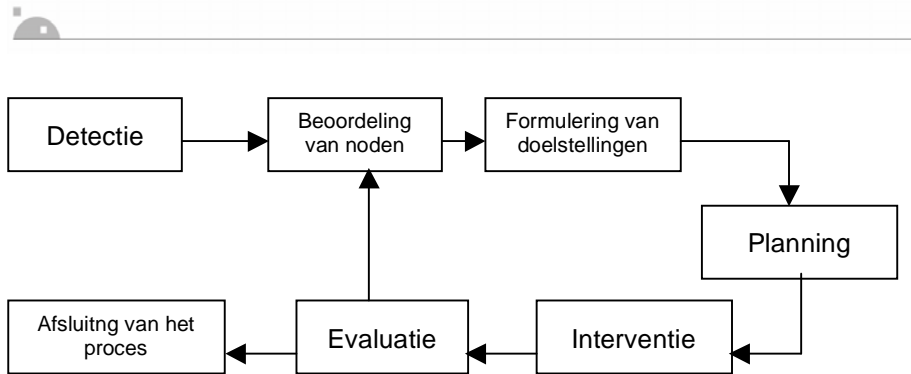 Detectie
Beoordeling
van noden
Formulering van
doelstellingen
Planning
Afsluitng van het
proces
Evaluatie
Interventie